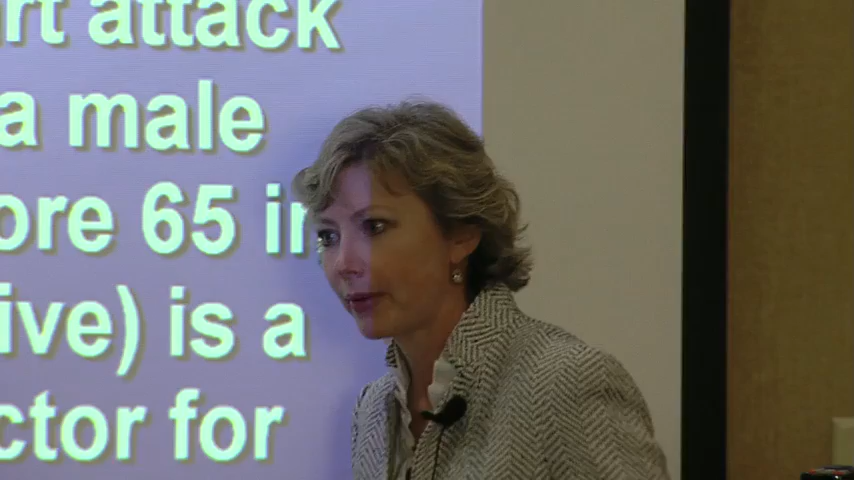 rt attack
a male
ore 65 in
ive) is a
ctor for